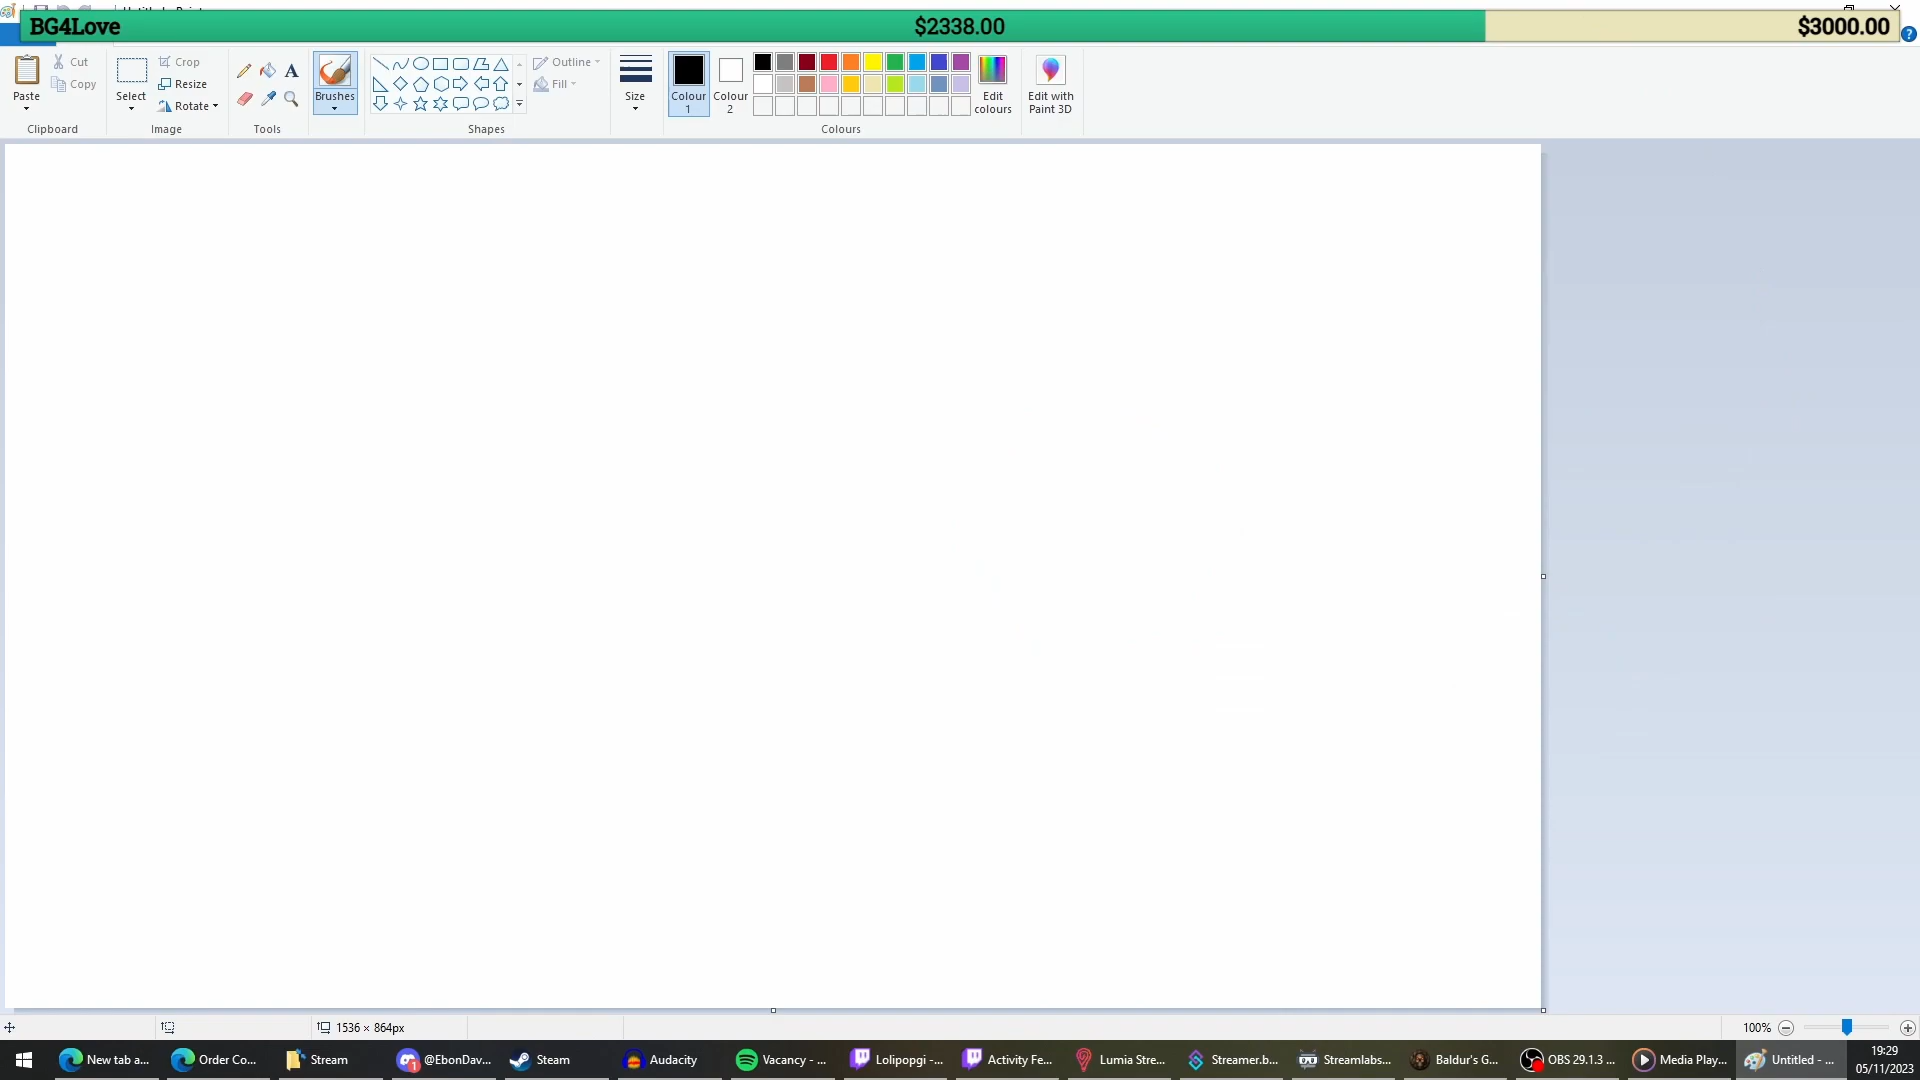 BG4Love $2338.00 $3000.00
Paste
Cut
Copy
Clipboard
Select
Crop
Resize
Rotate
Image
A
Tools
Brushes
Shapes
Outline
Fill
Size
Colour
1
Colour
2
Colours
Edit
colours
Edit with
Paint 3D
1536 × 864px
100%
New tab a...
Order Co...
Stream
1
@EbonDav...
Steam
Audacity
Vacancy - ...
Lolipopgi -...
Activity Fe...
Lumia Stre...
Streamer.b...
Streamlabs...
Baldur's G...
OBS 29.1.3 ...
Media Play...
Untitled - ...
19:29
05/11/2023